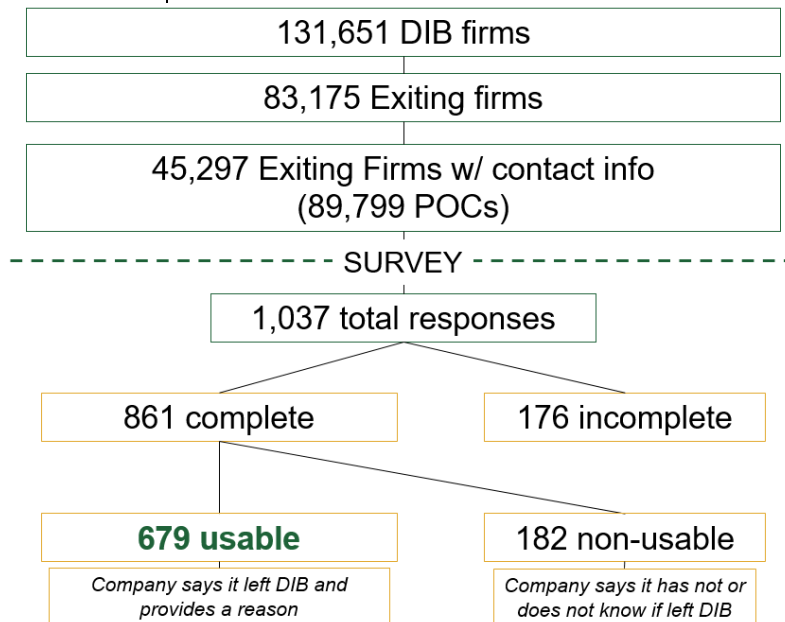 131,651 DIB firms
83,175 Exiting firms
45,297 Exiting Firms w/ contact info
(89,799 POCs)
SURVEY
1,037 total responses
861 complete
176 incomplete
679 usable
182 non-usable
Company says it left DIB and
provides a reason
Company says it has not or
does not know if left DIB